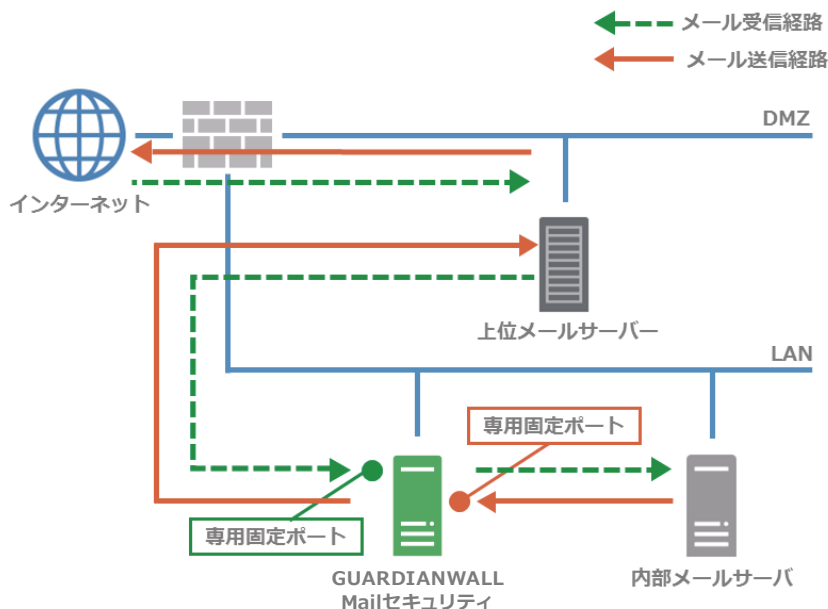 メール受信経路
メール送信経路
DMZ
インターネット
上位メールサーバー
LAN
専用固定ポート
専用固定ポート
GUARDIANWALL
Mailセキュリティ
内部メールサーバ